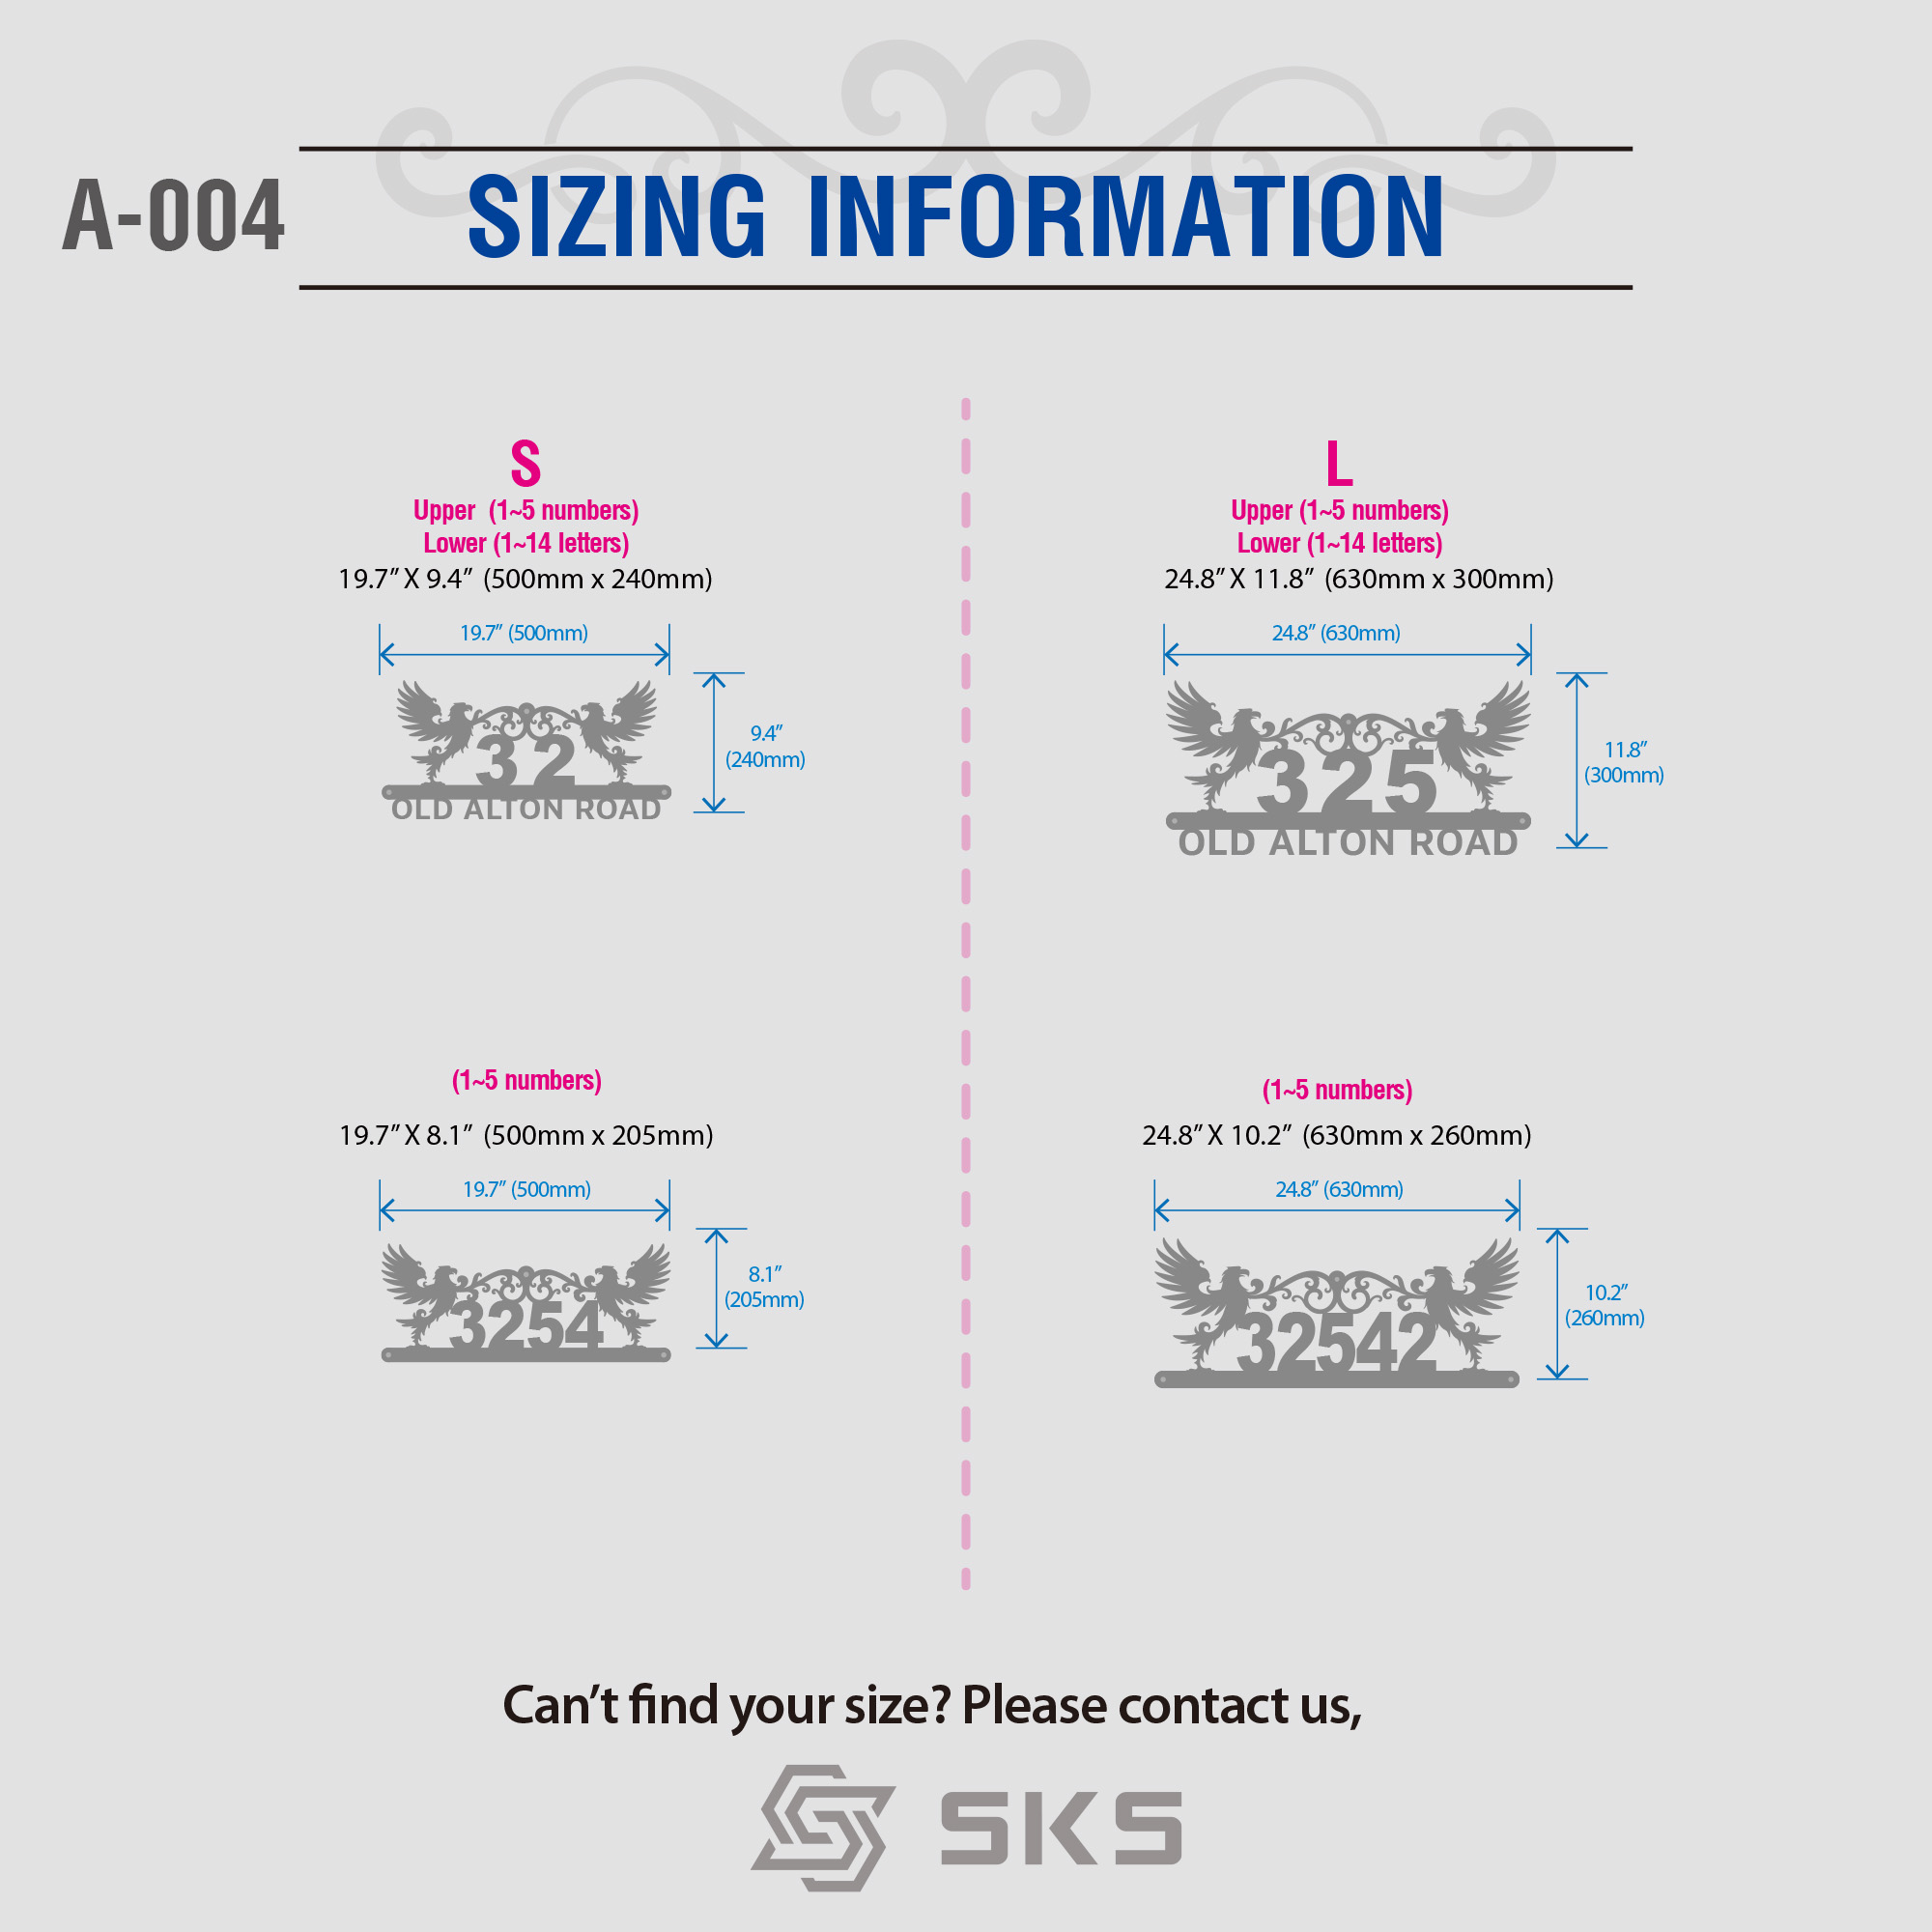 A-004
SIZING INFORMATION
S
Upper (1~5 numbers)
Lower (1~14 letters)
19.7” X 9.4” (500mm x 240mm)
19.7” (500mm)
9.4”
(240mm)
32
OLD ALTON ROAD
L
Upper (1~5 numbers)
Lower (1~14 letters)
24.8” X 11.8” (630mm x 300mm)
24.8” (630mm)
11.8”
(300mm)
325
OLD ALTON ROAD
(1~5 numbers)
19.7” X 8.1” (500mm x 205mm)
19.7” (500mm)
8.1”
(205mm)
3254
(1~5 numbers)
24.8” X 10.2” (630mm x 260mm)
24.8” (630mm)
10.2”
(260mm)
32542
Can’t find your size? Please contact us,
SKS